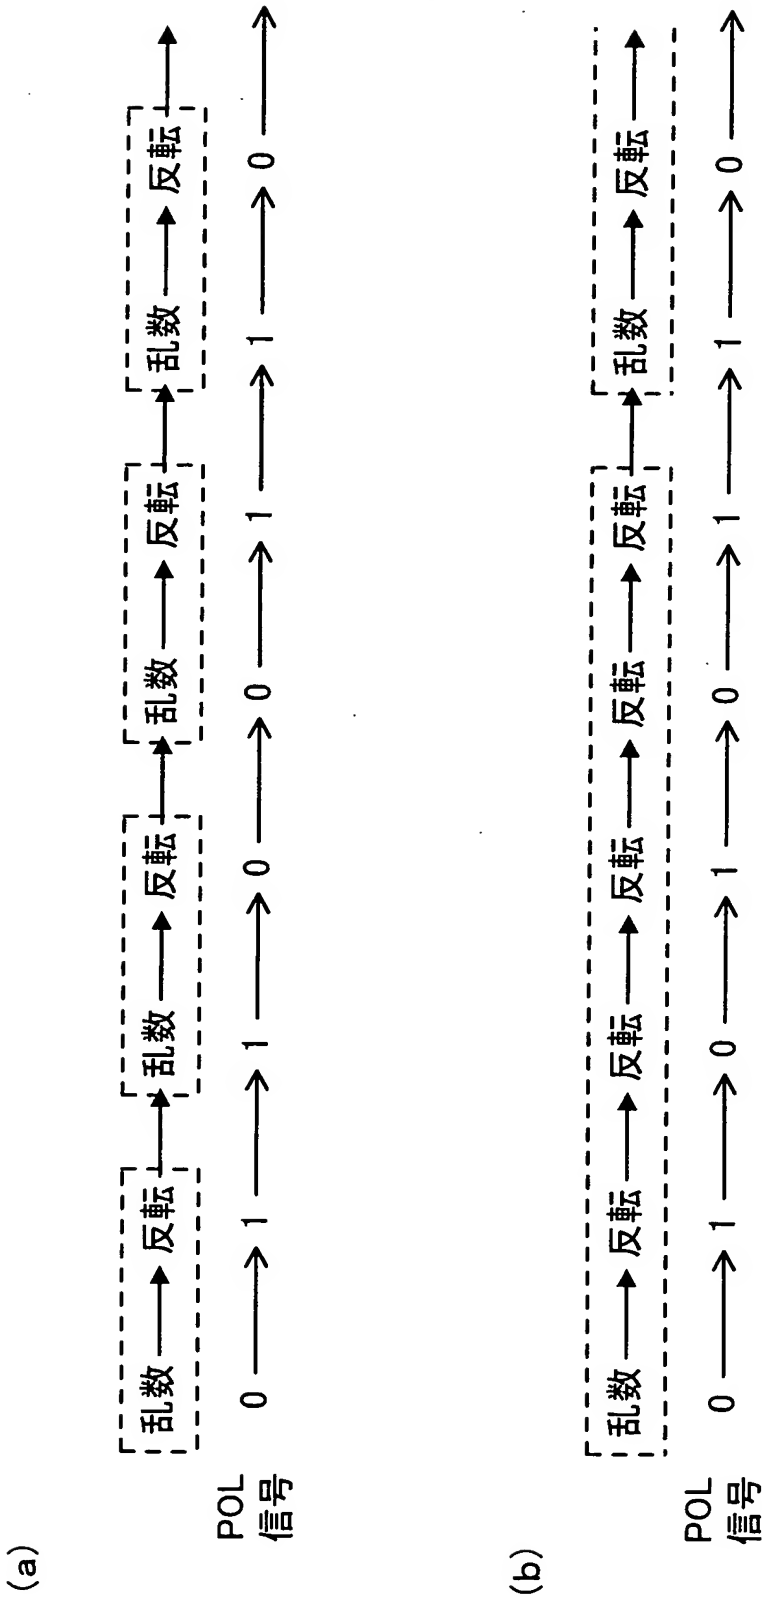 (a)
乱数 反転 乱数 反転 乱数 反転 乱数 反転
POL
信号
0 1 1 0 0 1 1 0
(b)
乱数 反転 反転 反転 反転 反転 乱数 反転
POL
信号
0 1 0 1 0 1 1 0